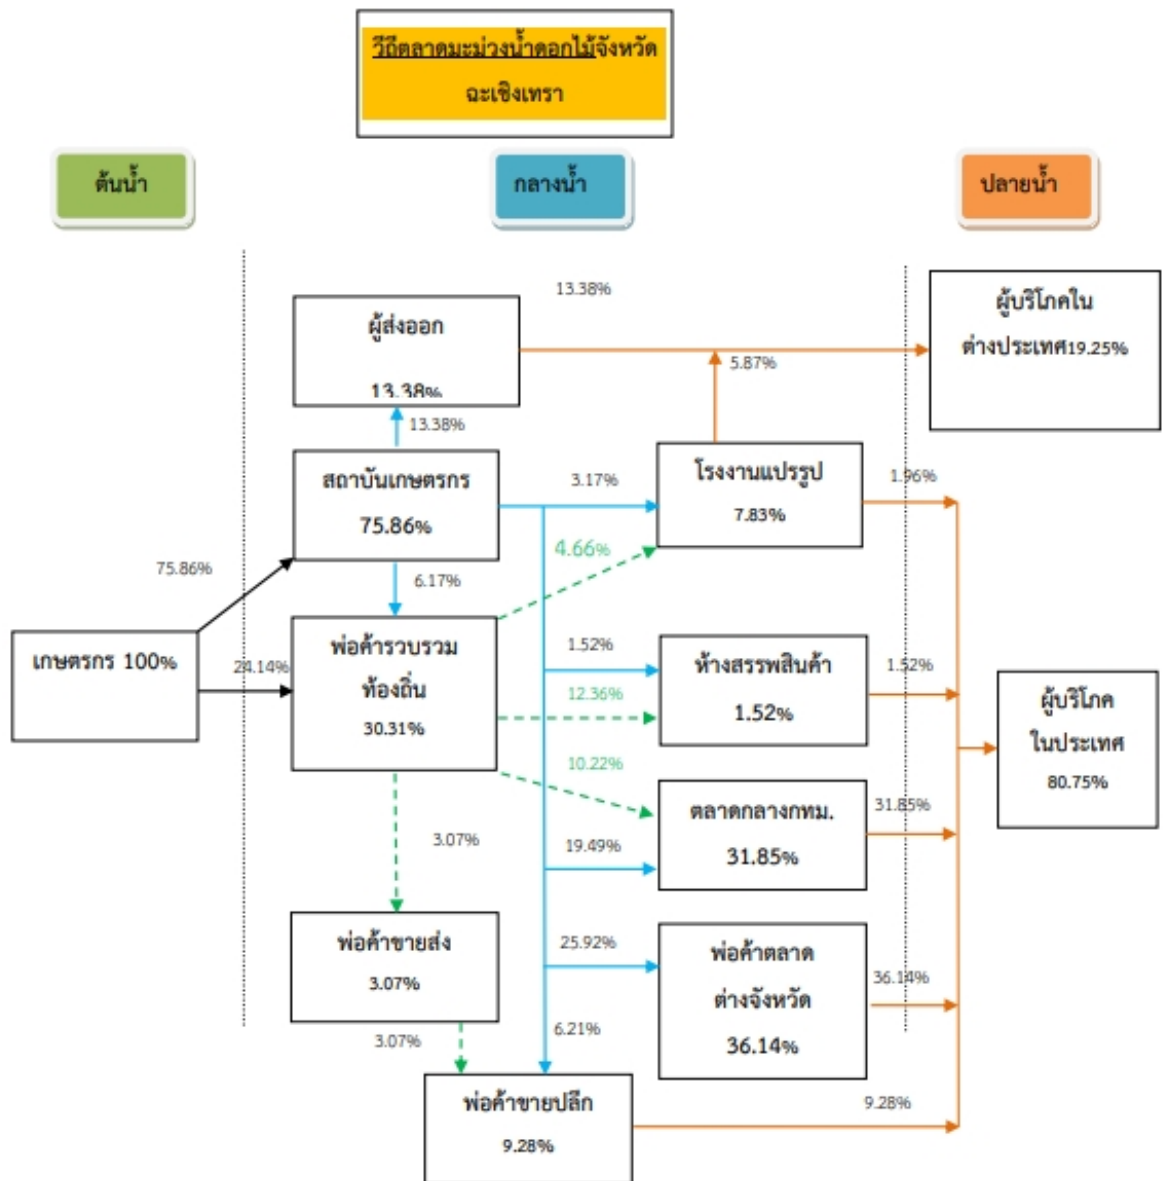 วีถีตลาดมะม่วงน้ำดอกไม้จังหวัด
ฉะเชิงเทรา
ต้นน้ำ
กลางน้ำ
ปลายน้ำ
13.38%
ผู้ส่งออก
13.38%
ผู้บริโภคใน
ต่างประเทศ19.25%
5.87%
13.38%
สถาบันเกษตรกร
75.86%
3.17%
โรงงานแปรรูป
7.83%
1.96%
4.66%
75.86%
6.17%
เกษตรกร 100%
24.14%
พ่อค้ารวบรวม
ท้องถิ่น
30.31%
1.52%
12.36%
ห้างสรรพสินค้า
1.52%
1.52%
ผู้บริโภค
ในประเทศ
80.75%
10.22%
3.07%
19.49%
ตลาดกลางกทม.
31.85%
31.85%
พ่อค้าขายส่ง
3.07%
25.92%
พ่อค้าตลาด
ต่างจังหวัด
36.14%
36.14%
3.07%
6.21%
พ่อค้าขายปลีก
9.28%
9.28%